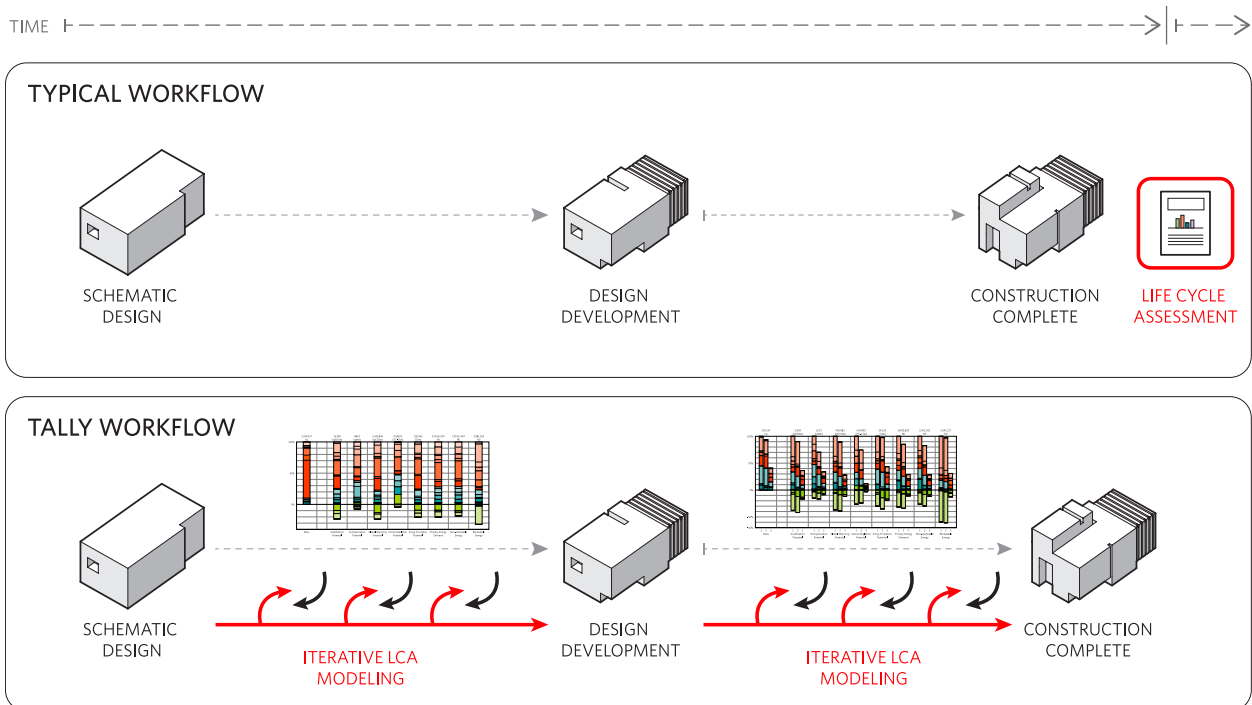 TIME
TYPICAL WORKFLOW
SCHEMATIC
DESIGN
DESIGN
DEVELOPMENT
CONSTRUCTION
COMPLETE
LIFE CYCLE
ASSESSMENT
TALLY WORKFLOW
SCHEMATIC
DESIGN
ITERATIVE LCA
MODELING
DESIGN
DEVELOPMENT
ITERATIVE LCA
MODELING
CONSTRUCTION
COMPLETE